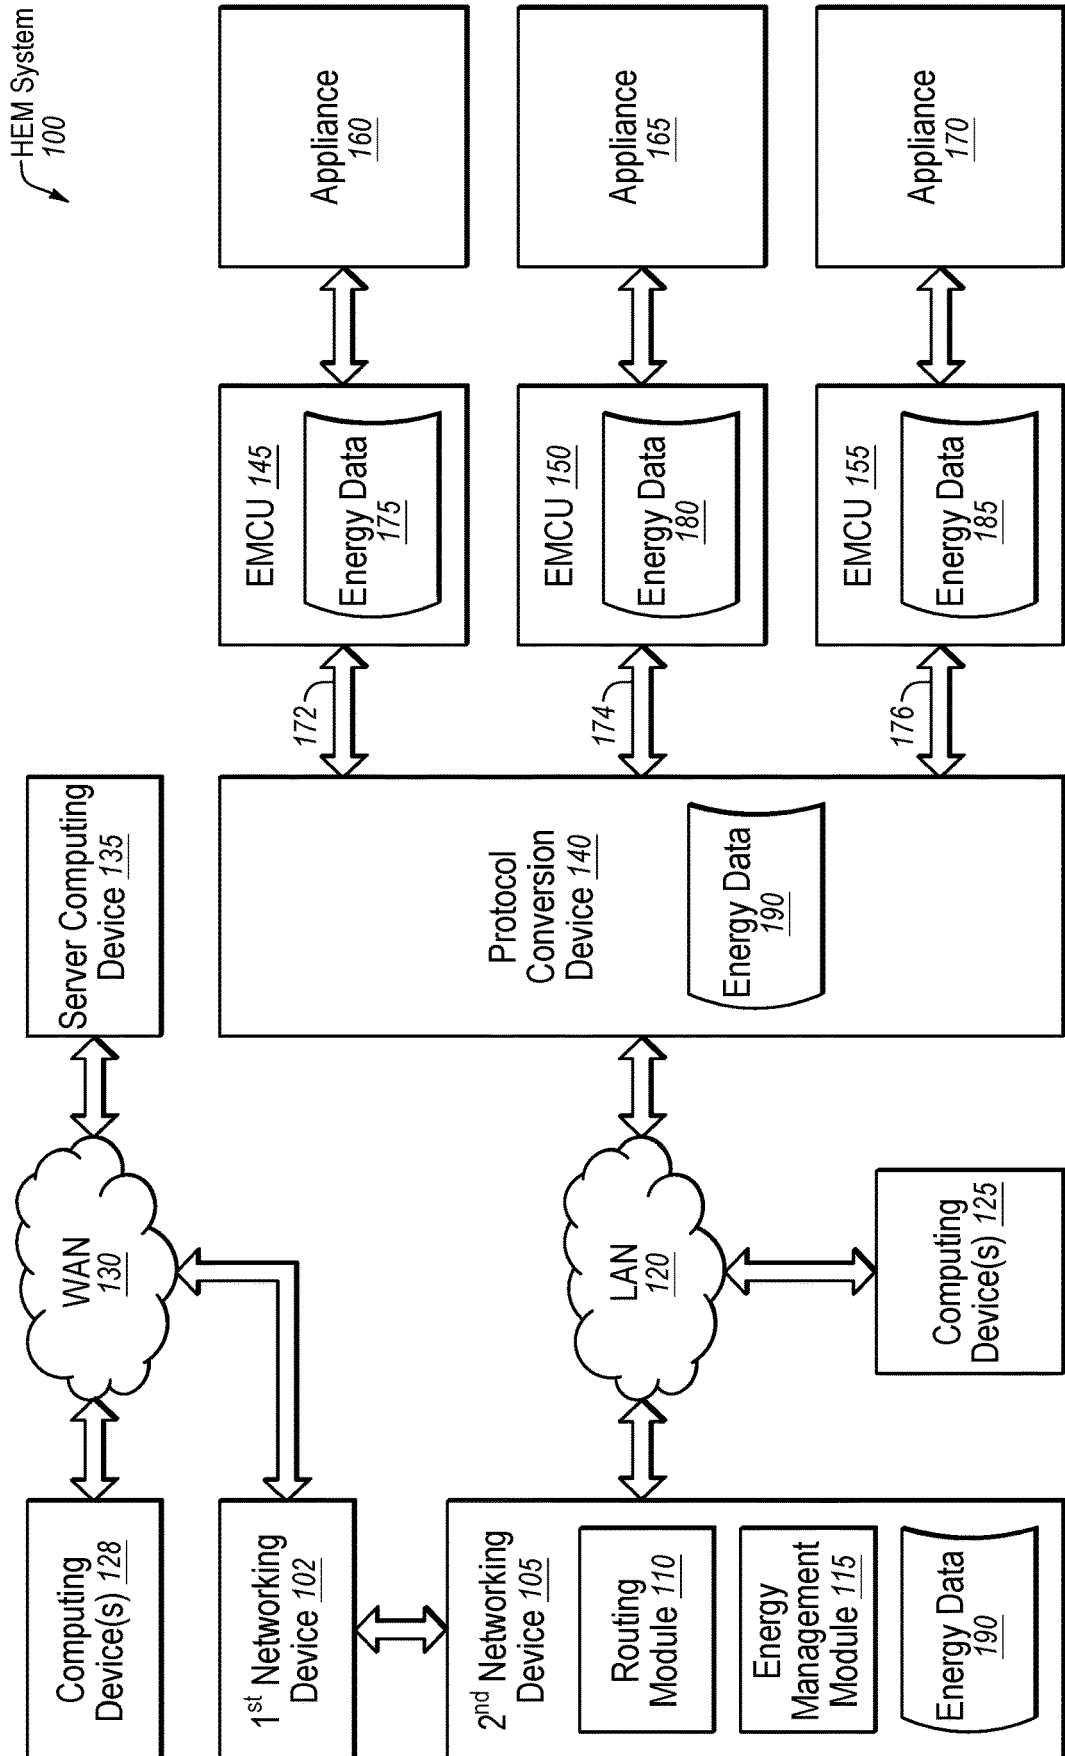 HEM System
100
Computing
Device(s) 128
WAN
130
Server Computing
Device 135
1st Networking
Device 102
2nd Networking
Device 105
Routing
Module 110
Energy
Management
Module 115
Energy Data
190
LAN
120
Computing
Device(s) 125
Protocol
Conversion
Device 140
Energy Data
190
172
174
176
EMCU 145
Energy Data
175
EMCU 150
Energy Data
180
EMCU 155
Energy Data
185
Appliance
160
Appliance
165
Appliance
170